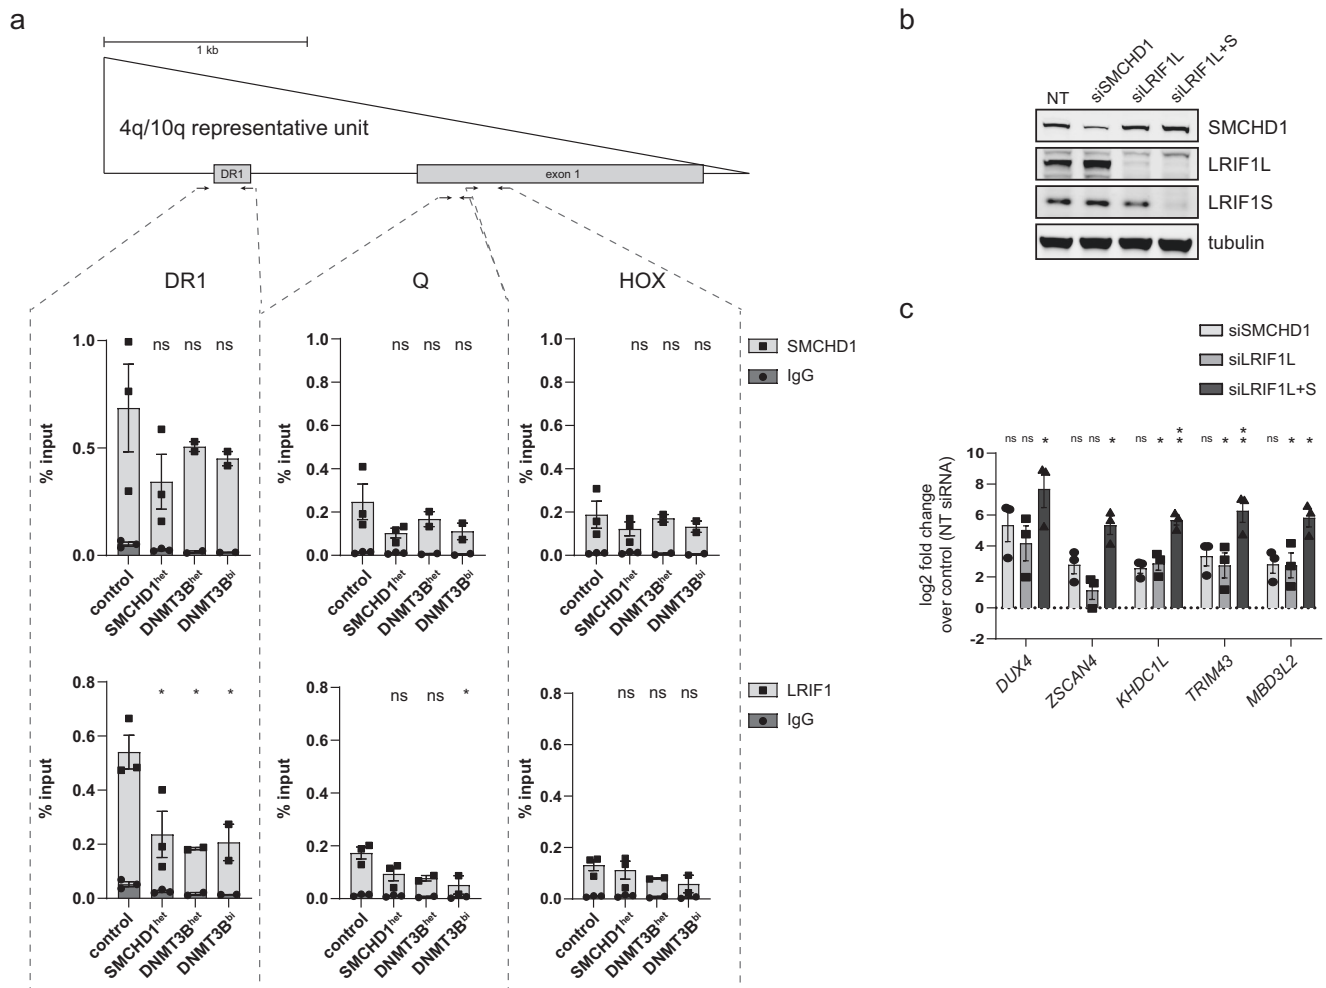 a
1 kb
4q/10q representative unit
DR1
exon 1
DR1
Q
HOX
% input
1.0
0.5
0.0
ns ns ns
control
SMCHD1het
DNMT3Bhet
DNMT3Bbi
% input
1.0
0.8
0.6
0.4
0.2
0.0
ns ns ns
control
SMCHD1het
DNMT3Bhet
DNMT3Bbi
% input
1.0
0.8
0.6
0.4
0.2
0.0
ns ns ns
control
SMCHD1het
DNMT3Bhet
DNMT3Bbi
SMCHD1
IgG
% input
0.8
0.6
0.4
0.2
0.0
* * *
control
SMCHD1het
DNMT3Bhet
DNMT3Bbi
% input
0.8
0.6
0.4
0.2
0.0
ns ns *
control
SMCHD1het
DNMT3Bhet
DNMT3Bbi
% input
0.8
0.6
0.4
0.2
0.0
ns ns ns
control
SMCHD1het
DNMT3Bhet
DNMT3Bbi
LRIF1
IgG
b
NT
siSMCHD1
siLRIF1L
siLRIF1L+S
SMCHD1
LRIF1L
LRIF1S
tubulin
c
siSMCHD1
siLRIF1L
siLRIF1L+S
log2 fold change
over control (NT siRNA)
10
8
6
4
2
0
-2
ns ns * ns ns * ns * ** ns * ** ns * *
DUX4
ZSCAN4
KHDC1L
TRIM43
MBD3L2